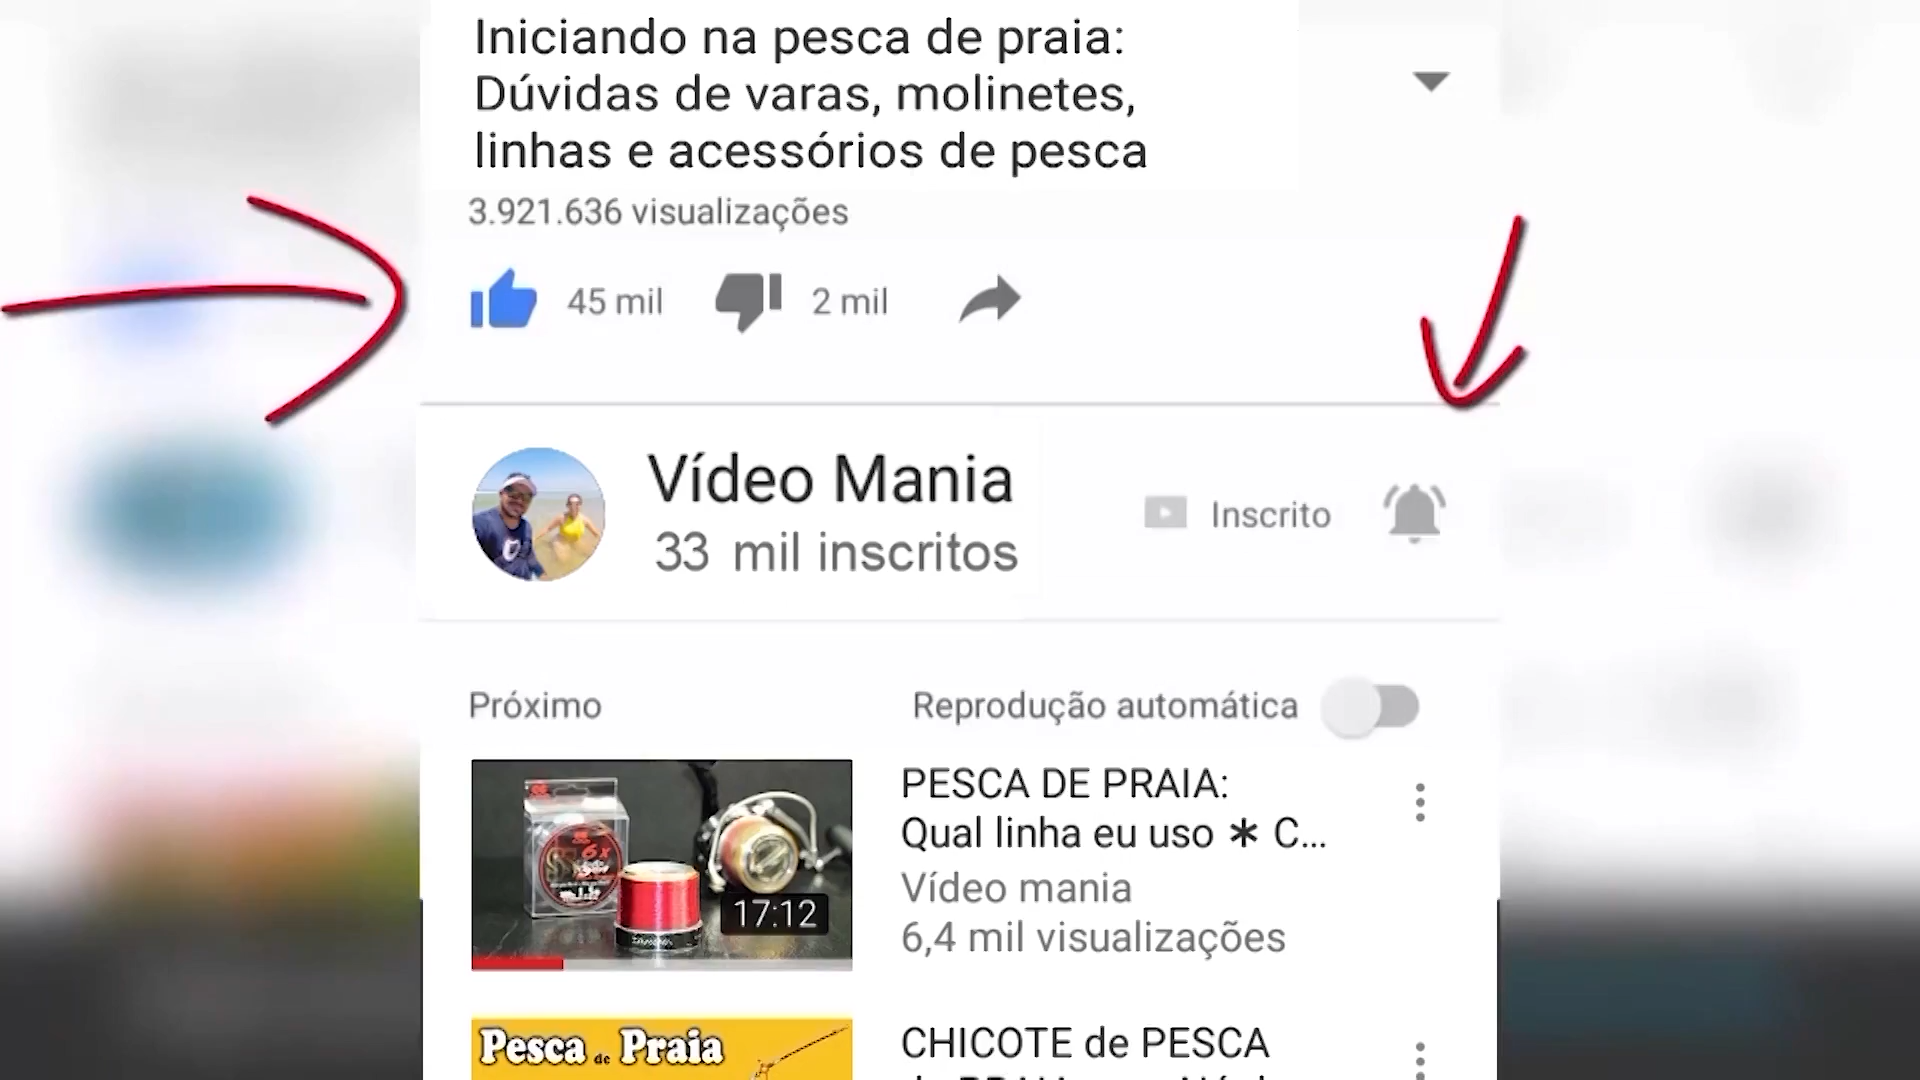 Iniciando na pesca de praia:
Dúvidas de varas, molinetes,
linhas e acessórios de pesca
3.921.636 visualizações
45 mil
2 mil
Vídeo Mania
33 mil inscritos
Inscrito
Próximo
Reprodução automática
6x
17:12
PESCA DE PRAIA:
Qual linha eu uso ∗ C...
Vídeo mania
6,4 mil visualizações
Pesca de Praia
CHICOTE de PESCA